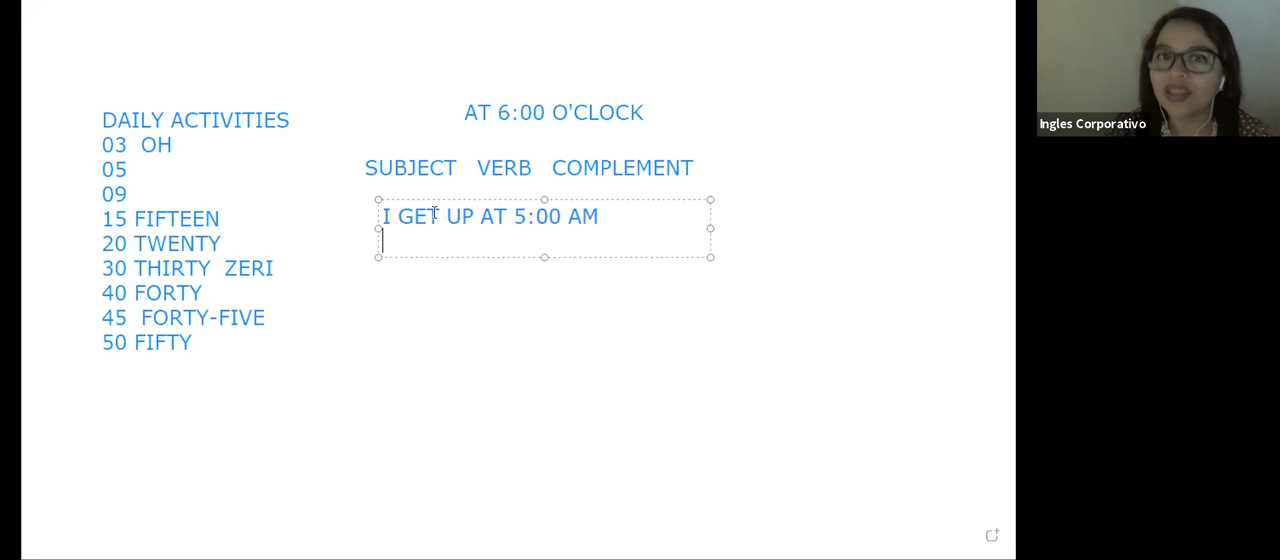 DAILY ACTIVITIES
03 OH
05
09
15 FIFTEEN
20 TWENTY
30 THIRTY ZERI
40 FORTY
45 FORTY-FIVE
50 FIFTY
AT 6:00 O'CLOCK
SUBJECT VERB COMPLEMENT
I GET UP AT 5:00 AM
Ingles Corporativo